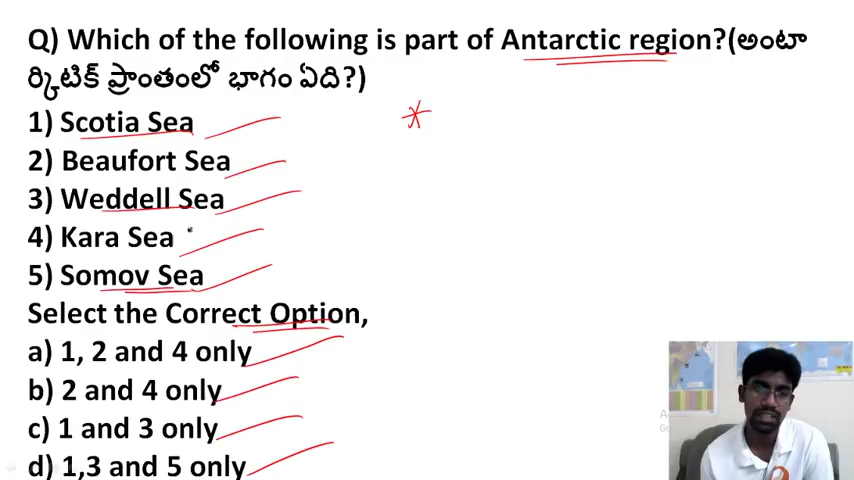 Q) Which of the following is part of Antarctic region?(అంటా
ర్కిటిక్ ప్రాంతంలో భాగం ఏది?)
1) Scotia Sea
2) Beaufort Sea
3) Weddell Sea
4) Kara Sea
5) Somov Sea
Select the Correct Option,
a) 1, 2 and 4 only
b) 2 and 4 only
c) 1 and 3 only
d) 1,3 and 5 only